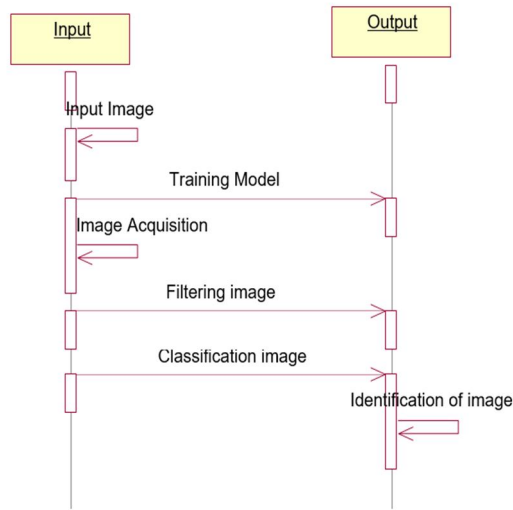 Input
Output
Input Image
Training Model
Image Acquisition
Filtering image
Classification image
Identification of image